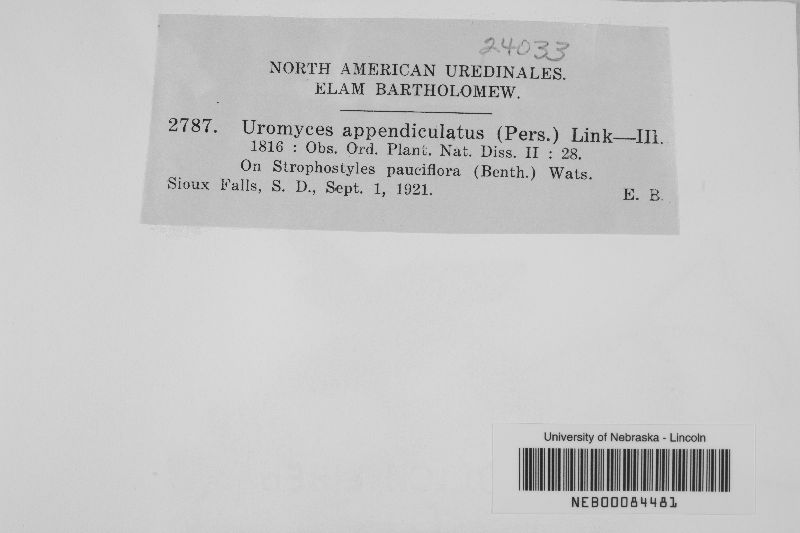 24033
NORTH AMERICAN UREDINALES.
ELAM BARTHOLOMEW.
2787. Uromyces appendiculatus (Pers.) Link—III.
1816 : Obs. Ord. Plant. Nat. Diss. II : 28.
On Strophostyles pauciflora (Benth.) Wats.
Sioux Falls, S. D., Sept. 1, 1921. E. B.
University of Nebraska - Lincoln
NEB00084481